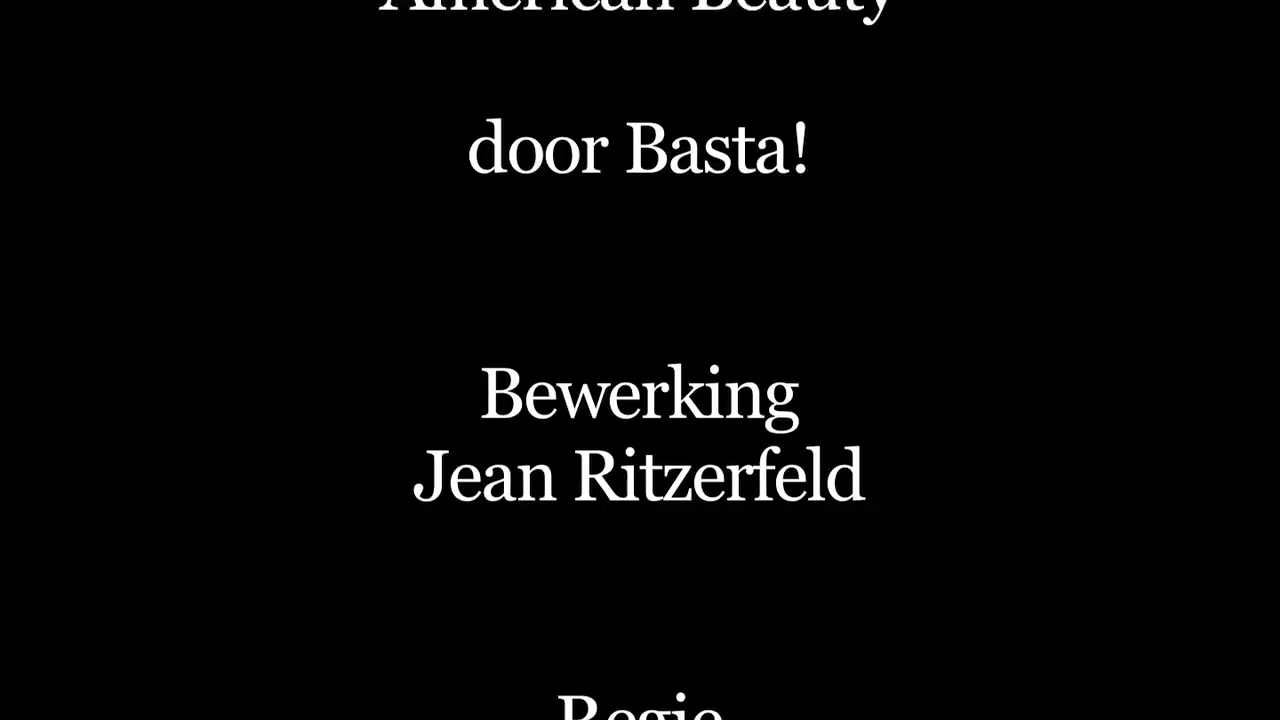 American Beauty
door Basta!
Bewerking
Jean Ritzerfeld
Regie